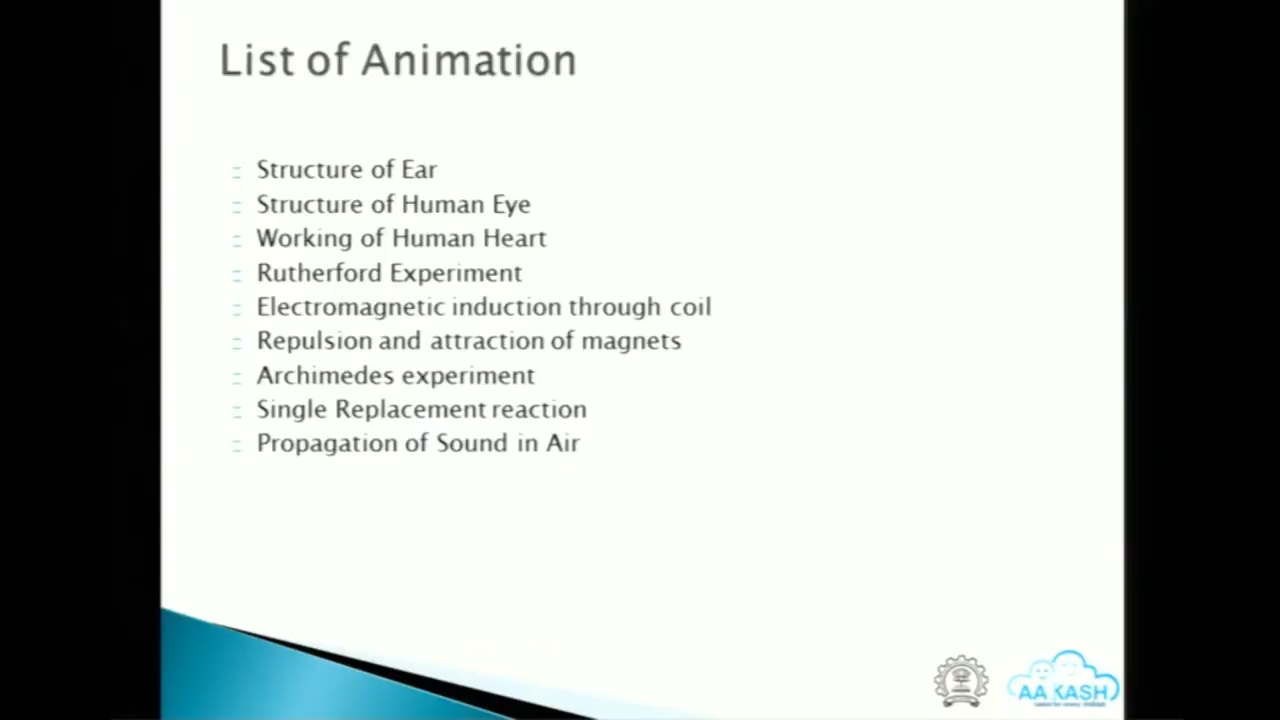 List of Animation
Structure of Ear
Structure of Human Eye
Working of Human Heart
Rutherford Experiment
Electromagnetic induction through coil
Repulsion and attraction of magnets
Archimedes experiment
Single Replacement reaction
Propagation of Sound in Air
AAKASH